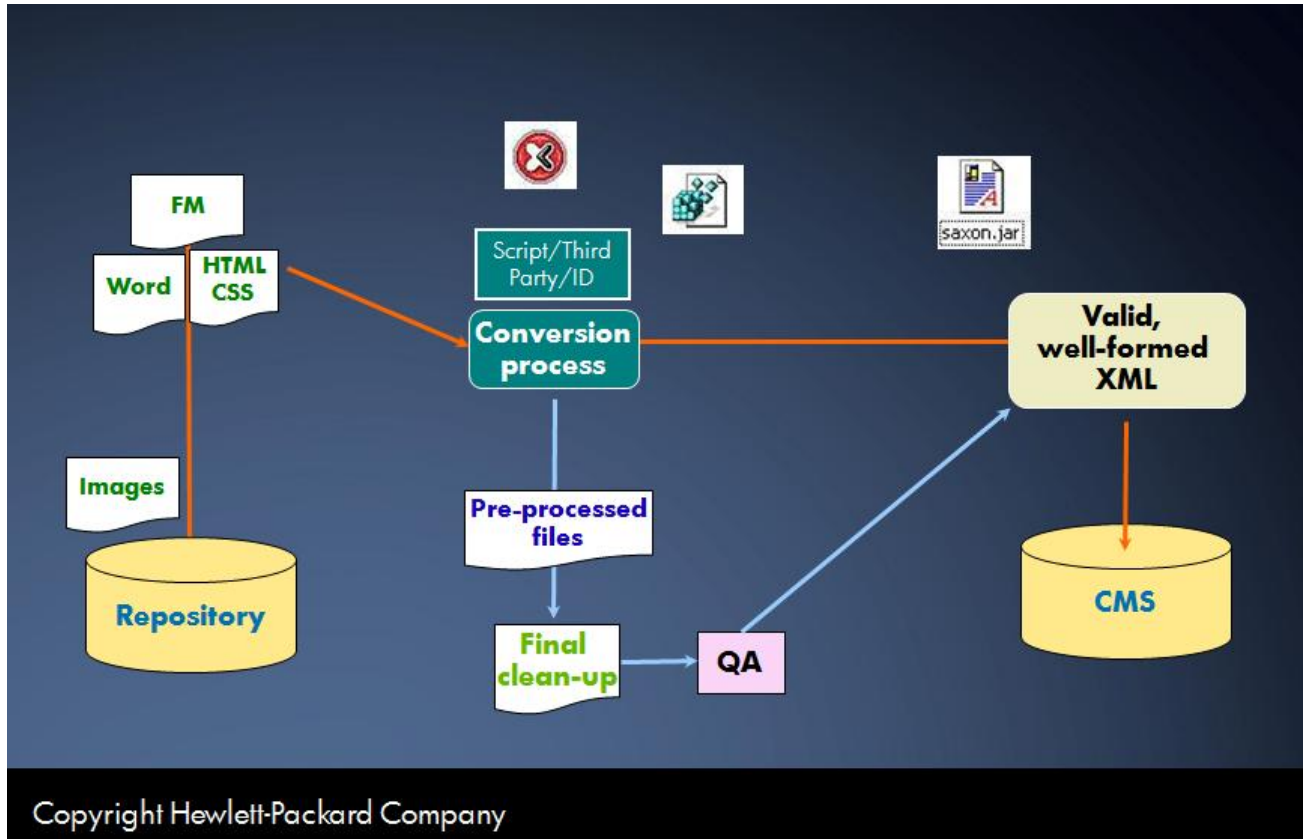 FM
Word
HTML
CSS
Images
Repository
Script/Third
Party/ID
Conversion
process
Pre-processed
files
Final
clean-up
QA
saxon.jar
Valid,
well-formed
XML
CMS
Copyright Hewlett-Packard Company